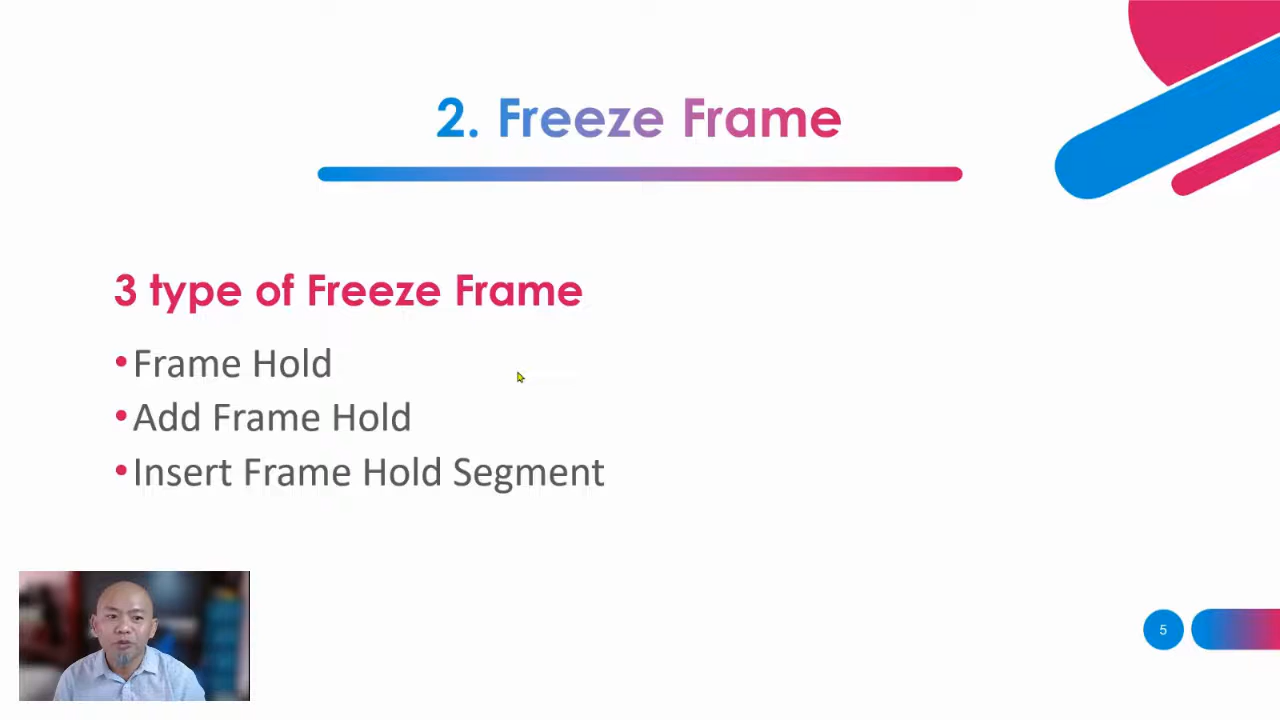 2. Freeze Frame
3 type of Freeze Frame
•Frame Hold
•Add Frame Hold
•Insert Frame Hold Segment
5